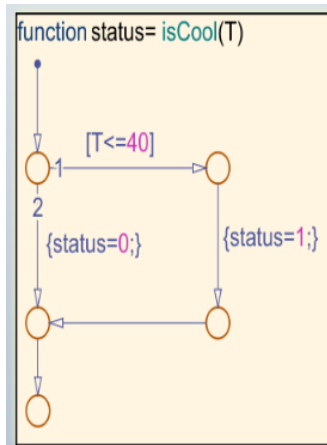 function status= isCool(T)
[T<=40]
1
2
{status=0;}
{status=1;}